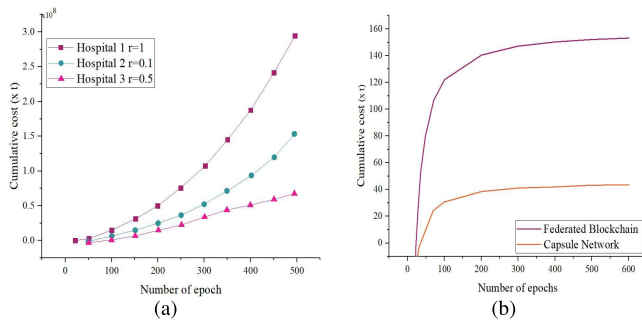 x10⁸
3.0
2.5
2.0
1.5
1.0
0.5
0.0
Cumulative cost (x t)
Hospital 1 r=1
Hospital 2 r=0.1
Hospital 3 r=0.5
0 100 200 300 400 500
Number of epoch
(a)
160
140
120
100
80
60
40
20
0
Cumulative cost (x t)
Federated Blockchain
Capsule Network
0 100 200 300 400 500 600
Number of epochs
(b)